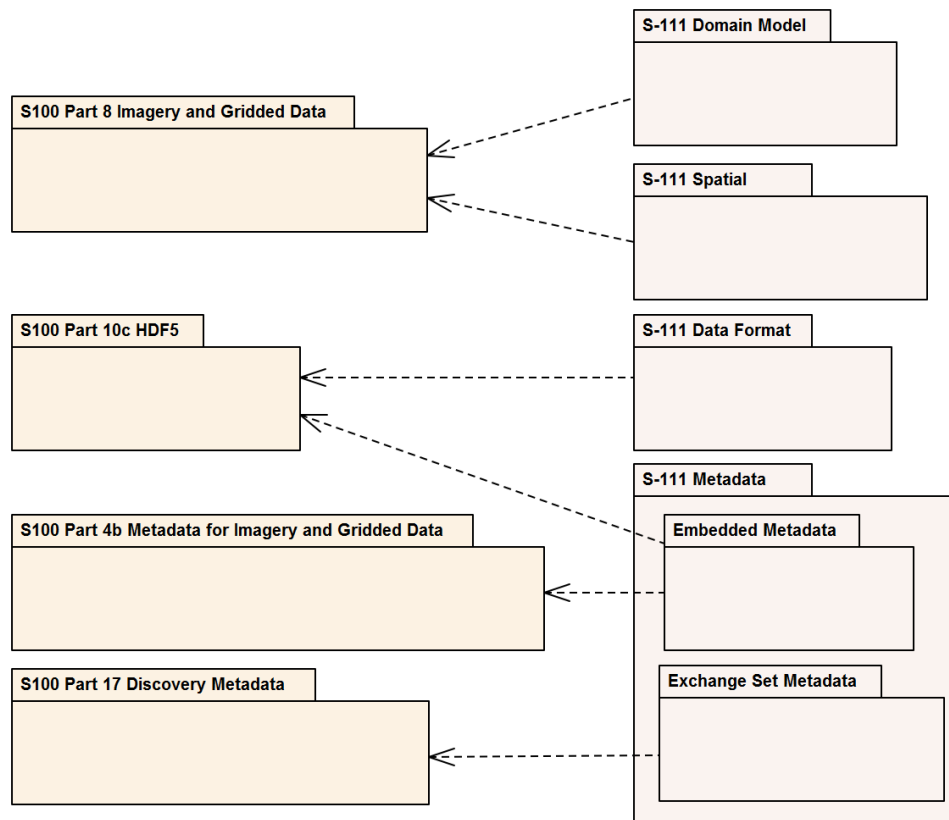 S-111 Domain Model
S100 Part 8 Imagery and Gridded Data
S-111 Spatial
S100 Part 10c HDF5
S-111 Data Format
S-111 Metadata
S100 Part 4b Metadata for Imagery and Gridded Data
Embedded Metadata
S100 Part 17 Discovery Metadata
Exchange Set Metadata